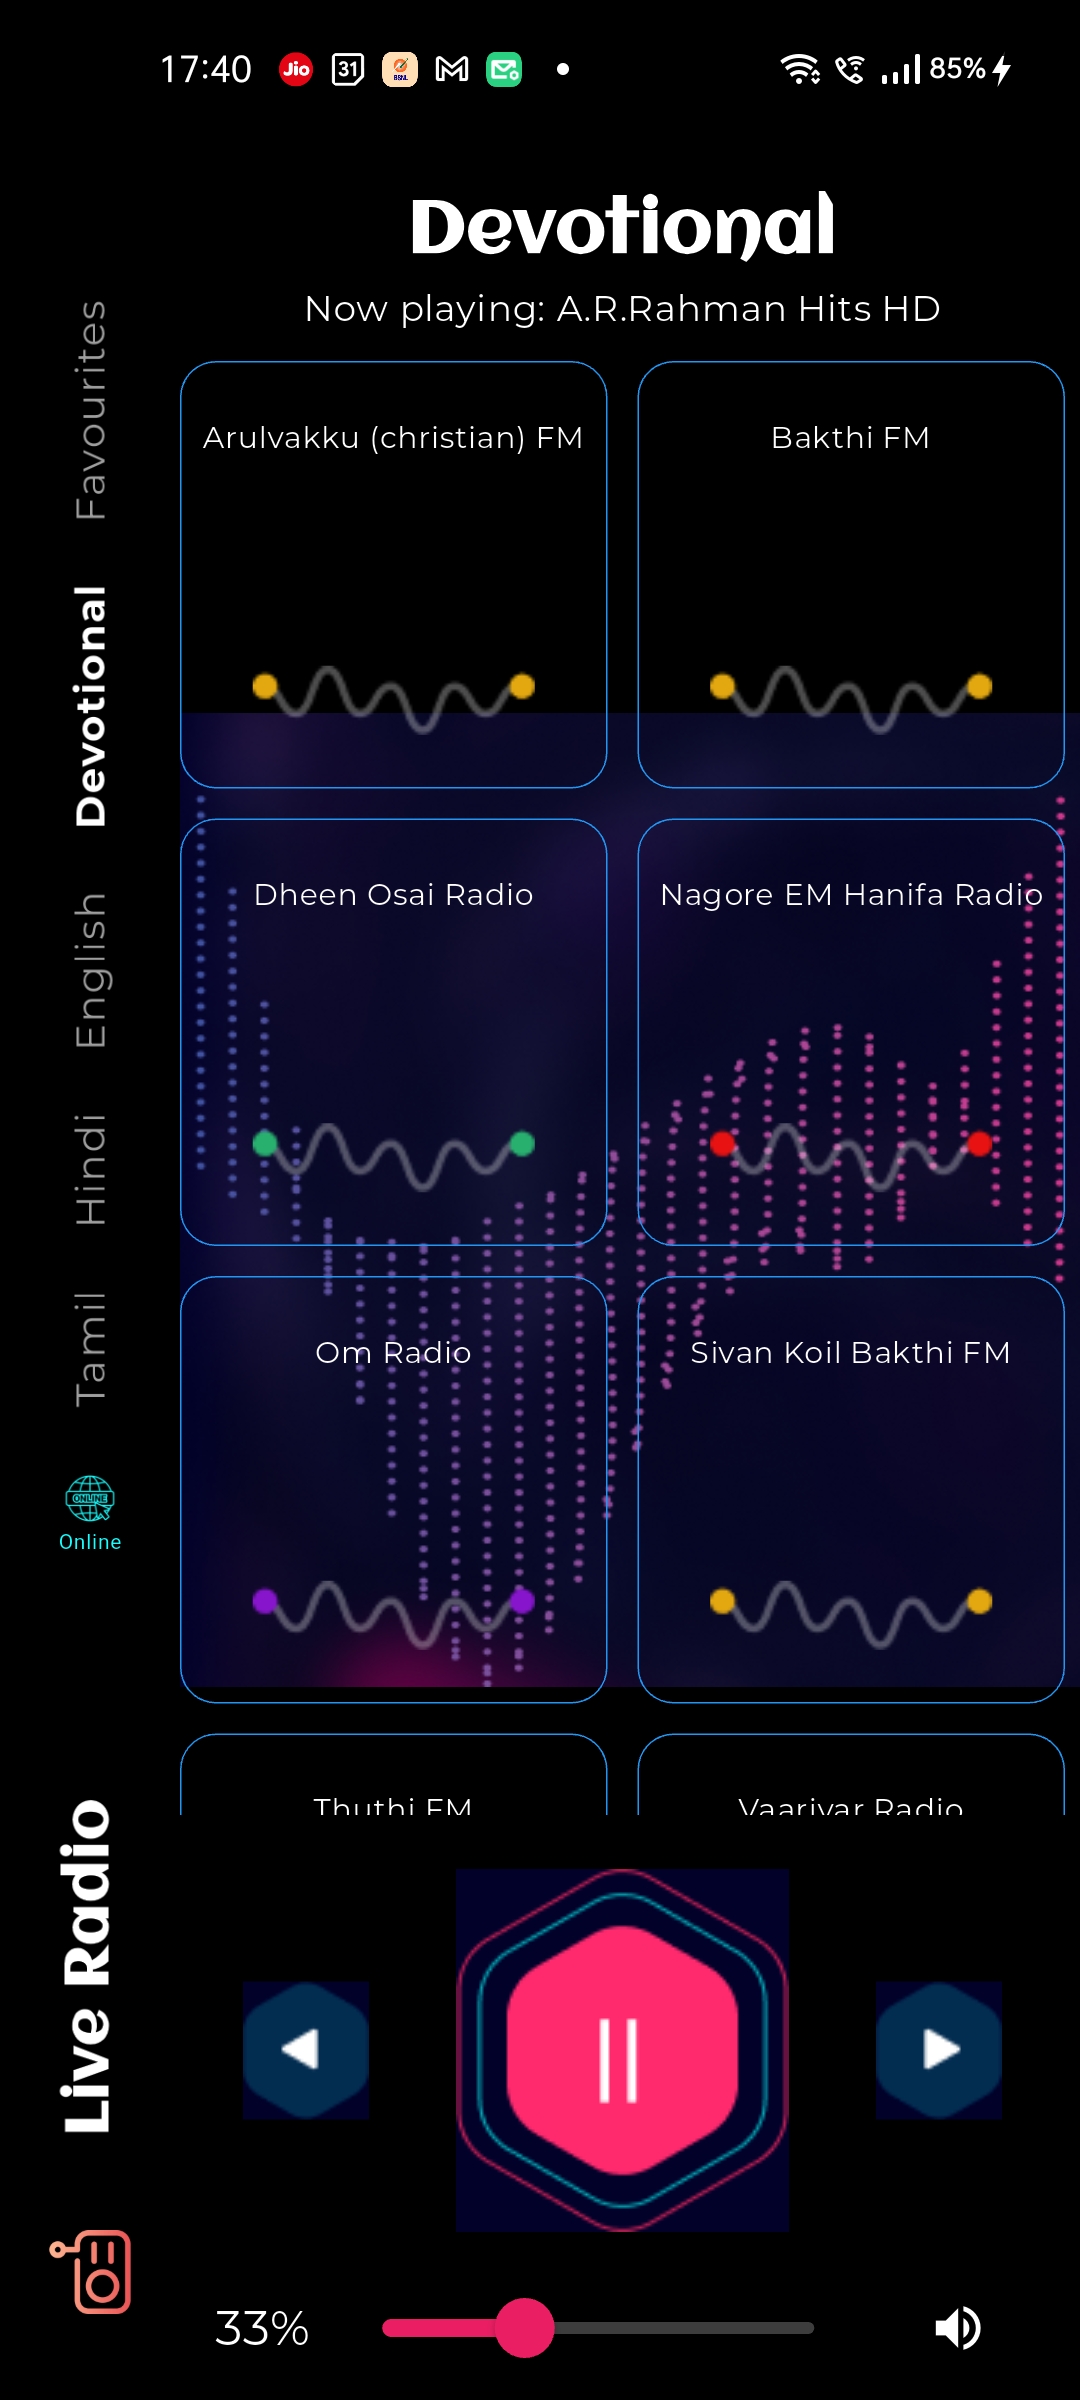 17:40 Jio 31 BSNL 85%
Devotional
Now playing: A.R.Rahman Hits HD
Favourites
Devotional
English
Hindi
Tamil
ONLINE
Online
Arulvakku (christian) FM
Bakthi FM
Dheen Osai Radio
Nagore EM Hanifa Radio
Om Radio
Sivan Koil Bakthi FM
Thuthi FM
Vaariyar Radio
Live Radio
33%